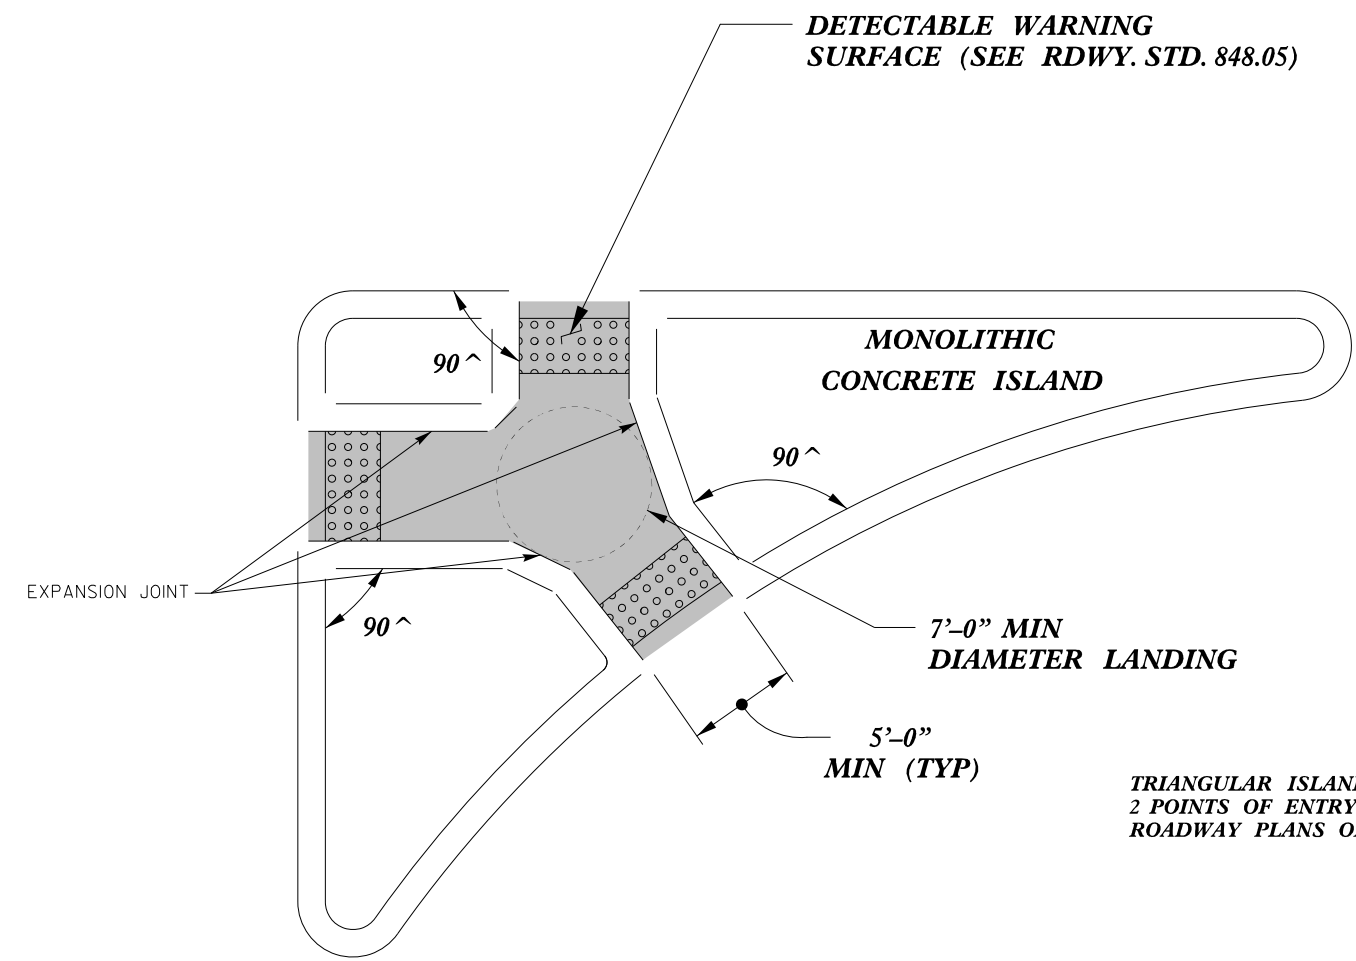 DETECTABLE WARNING
SURFACE (SEE RDWY. STD. 848.05)
MONOLITHIC
CONCRETE ISLAND
90^
90^
EXPANSION JOINT
90^
7'–0" MIN
DIAMETER LANDING
5'–0"
MIN (TYP)
TRIANGULAR
2 POINTS OF ENTRY
ROADWAY PLANS